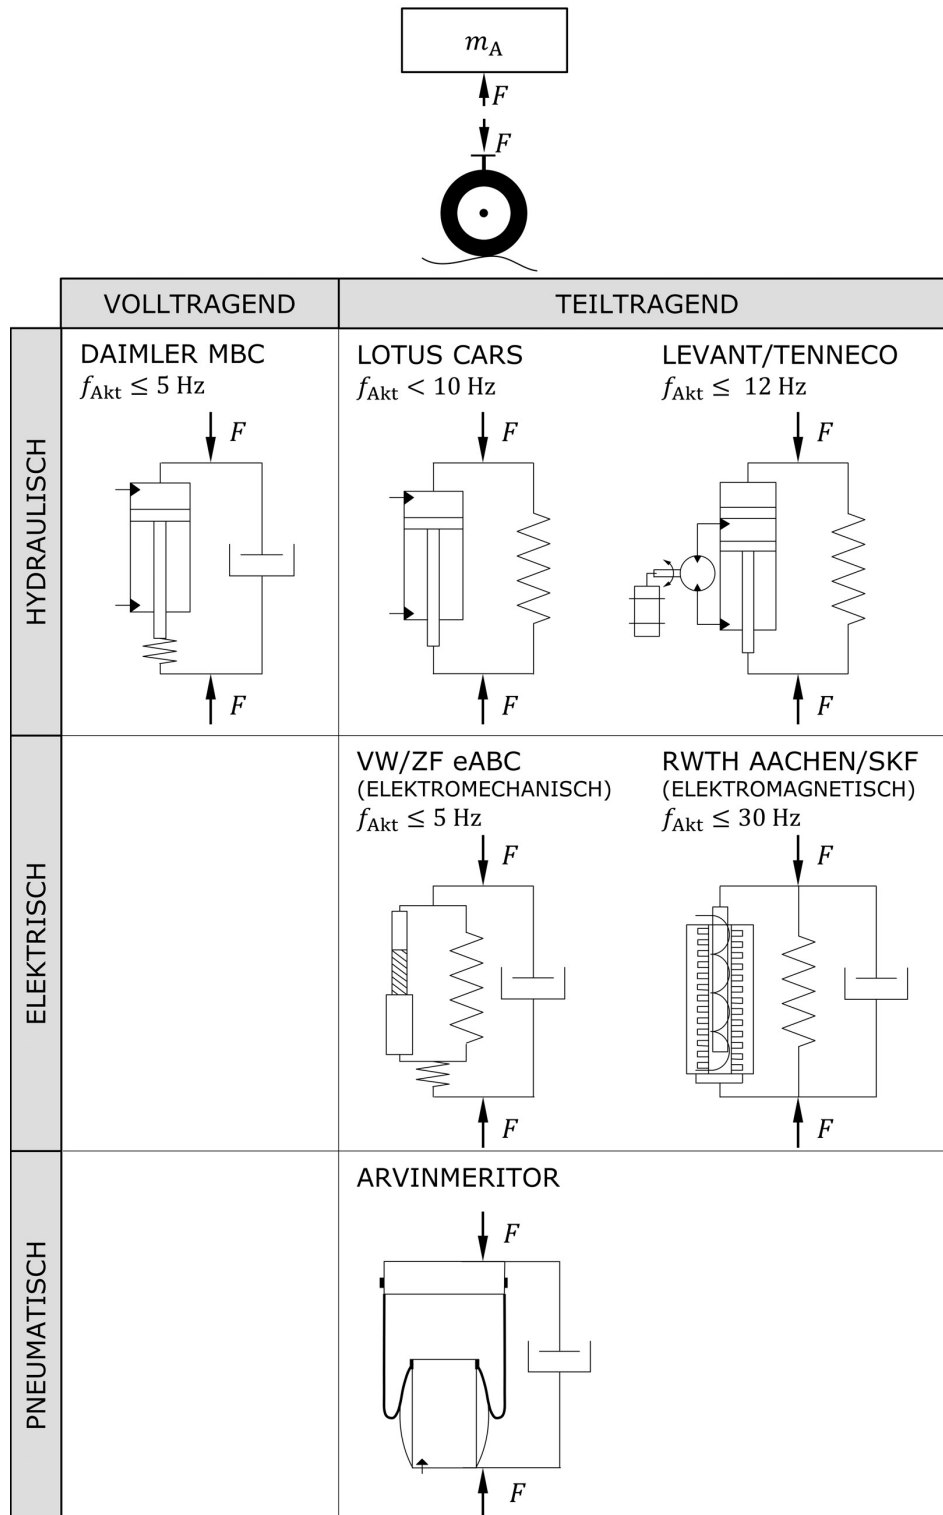 m_A
F
F
VOLLTRAGEND
TEILTRAGEND
HYDRAULISCH
DAIMLER MBC
f_Akt ≤ 5 Hz
F
F
LOTUS CARS
f_Akt < 10 Hz
F
F
LEVANT/TENNECO
f_Akt ≤ 12 Hz
F
F
ELEKTRISCH
VW/ZF eABC
(ELEKTROMECHANISCH)
f_Akt ≤ 5 Hz
F
F
RWTH AACHEN/SKF
(ELEKTROMAGNETISCH)
f_Akt ≤ 30 Hz
F
F
PNEUMATISCH
ARVINMERITOR
F
F